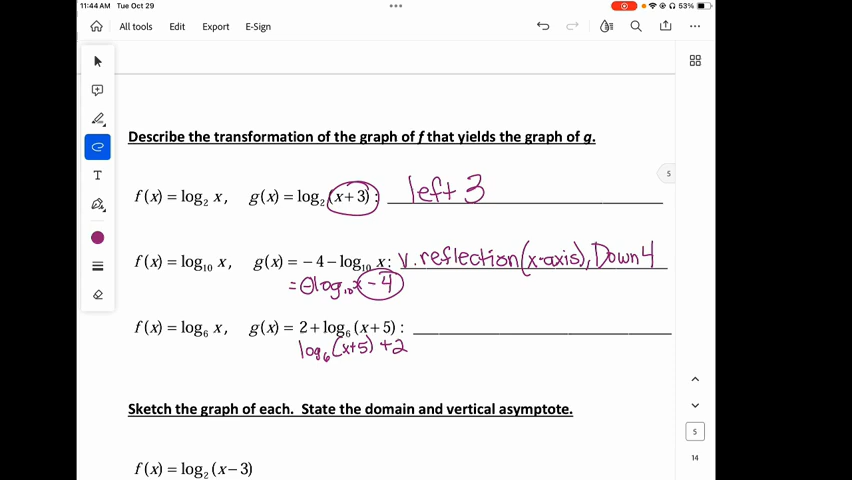 11:44 AM Tue Oct 29
53%
All tools Edit Export E-Sign
Describe the transformation of the graph of f that yields the graph of g.
5
f(x) = log₂ x, g(x) = log₂ (x+3): left 3
f(x) = log₁₀ x, g(x) = −4 − log₁₀ x: v. reflection (x-axis), Down 4
= −log₁₀x − 4
f(x) = log₆ x, g(x) = 2 + log₆ (x+5):
log₆ (x+5) +2
Sketch the graph of each. State the domain and vertical asymptote.
5
14
f(x) = log₂ (x−3)